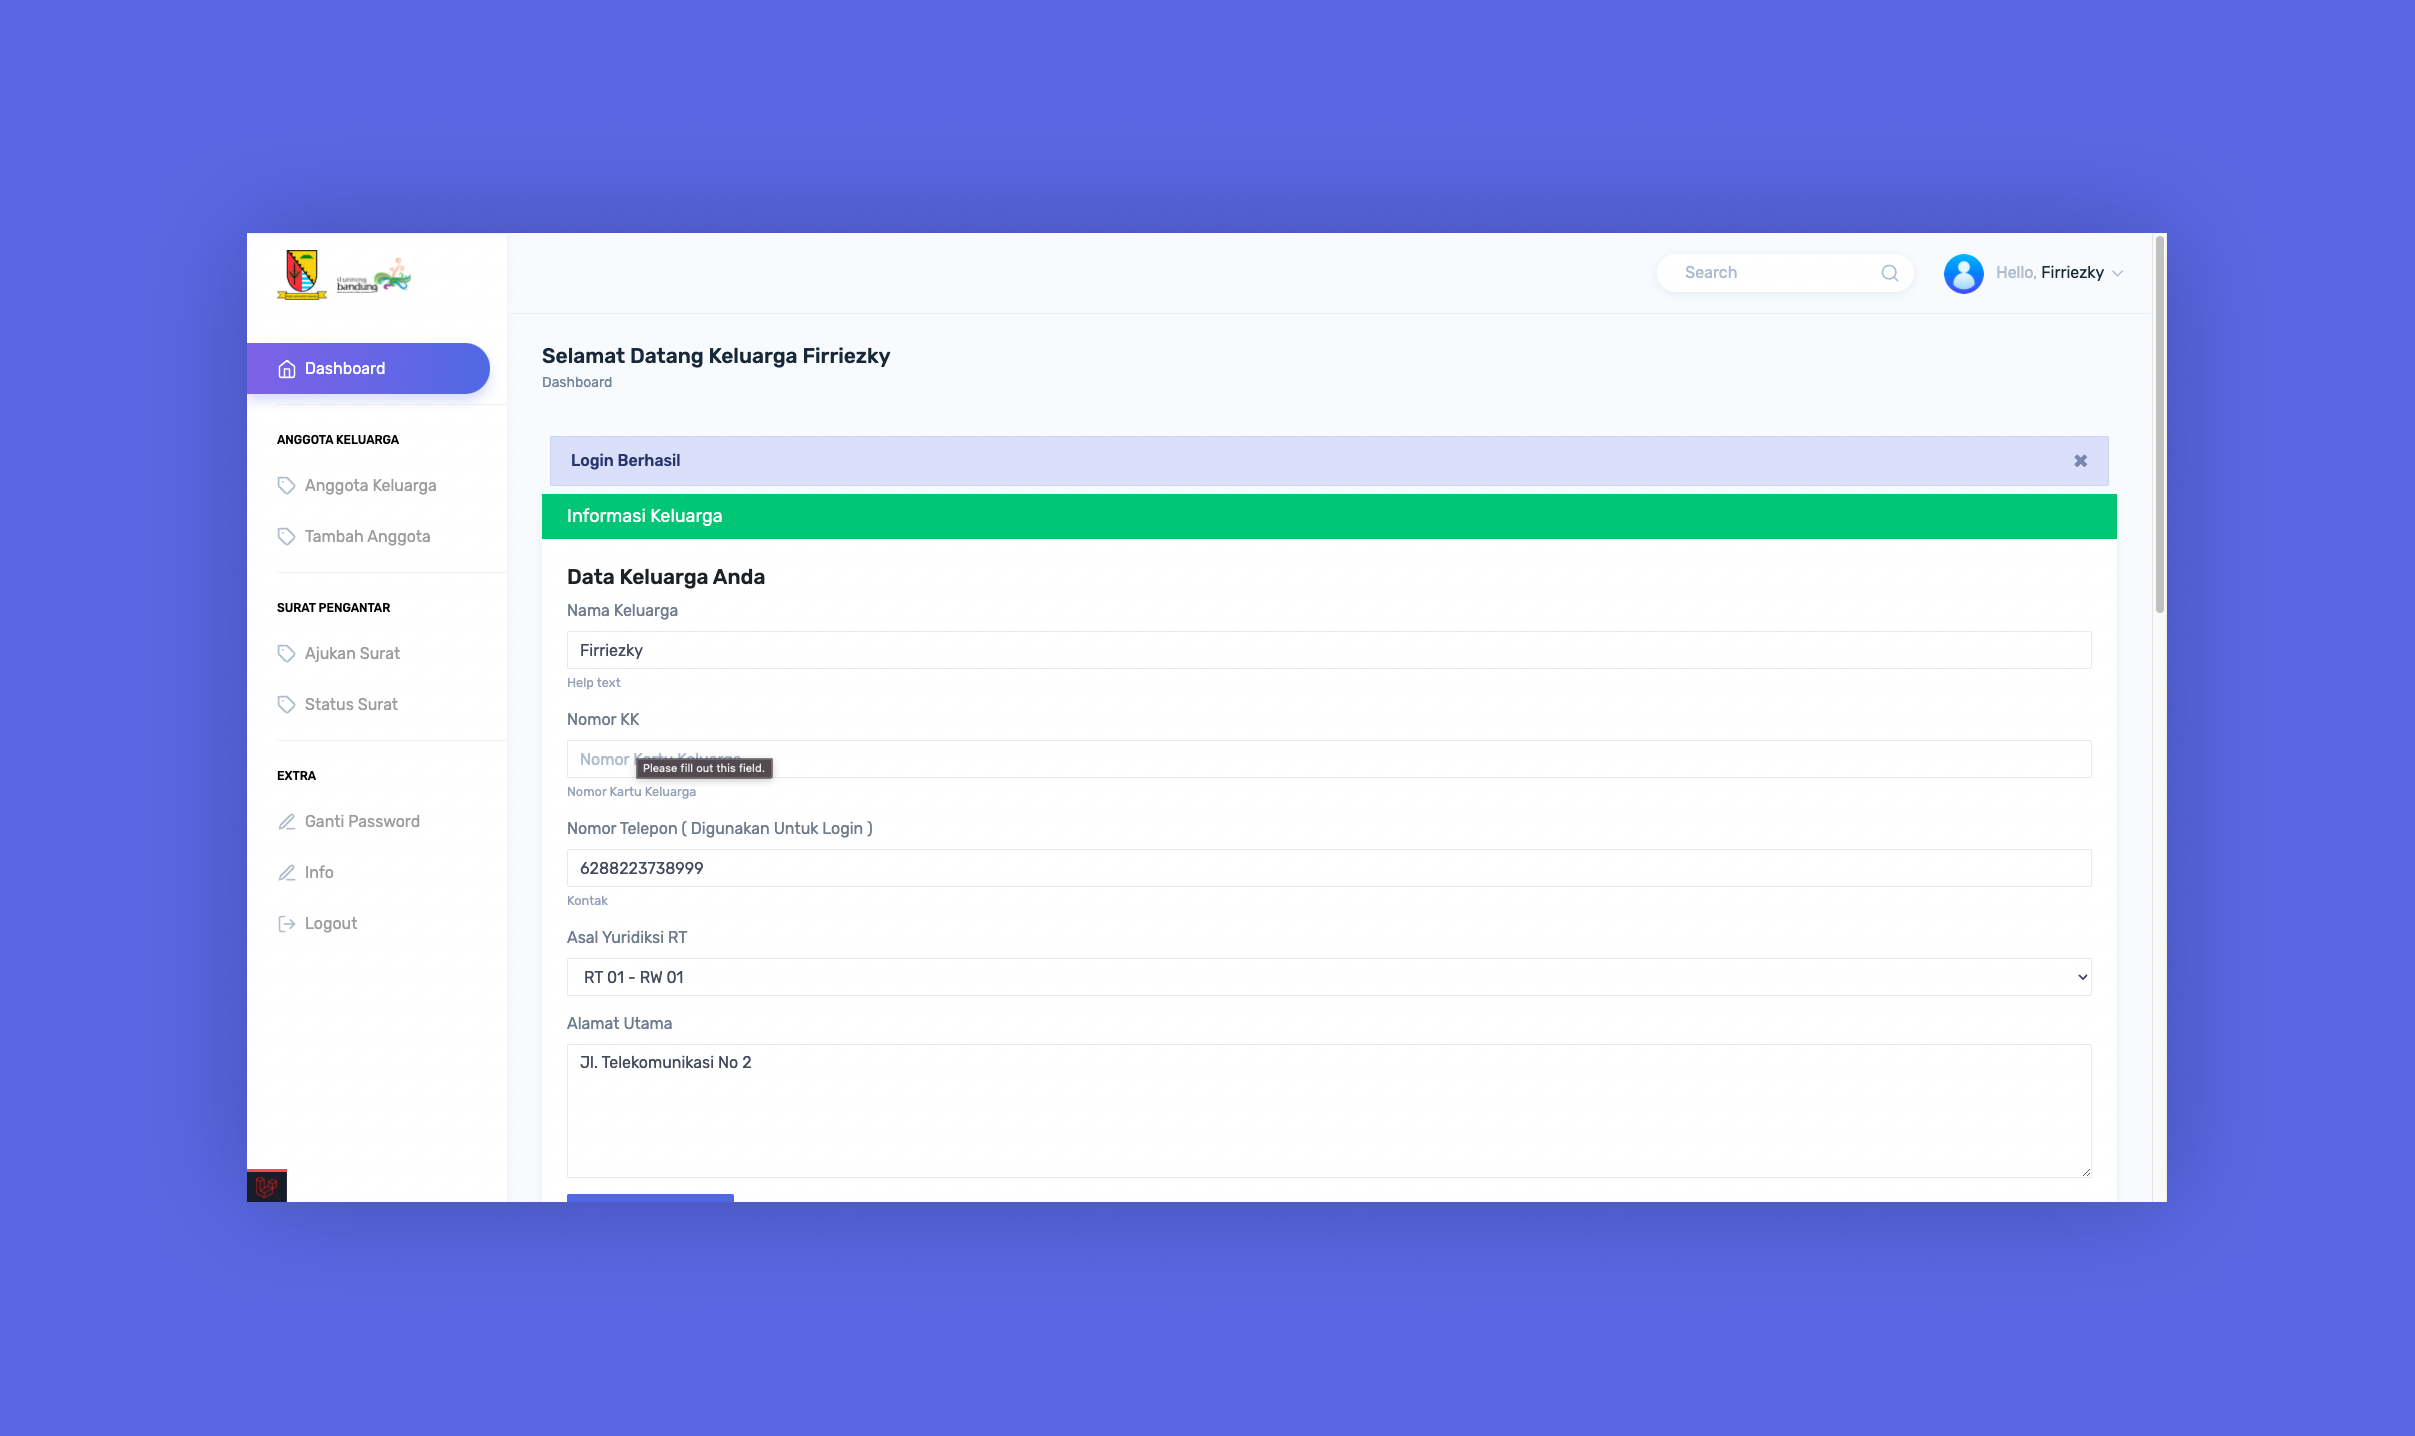 bandung
Search
Hello, Firriezky
Dashboard
ANGGOTA KELUARGA
Anggota Keluarga
Tambah Anggota
SURAT PENGANTAR
Ajukan Surat
Status Surat
EXTRA
Ganti Password
Info
Logout
Selamat Datang Keluarga Firriezky
Dashboard
Login Berhasil
Informasi Keluarga
Data Keluarga Anda
Nama Keluarga
Firriezky
Help text
Nomor KK
Nomor Kartu Keluarga
Please fill out this field.
Nomor Kartu Keluarga
Nomor Telepon ( Digunakan Untuk Login )
6288223738999
Kontak
Asal Yuridiksi RT
RT 01 - RW 01
Alamat Utama
Jl. Telekomunikasi No 2